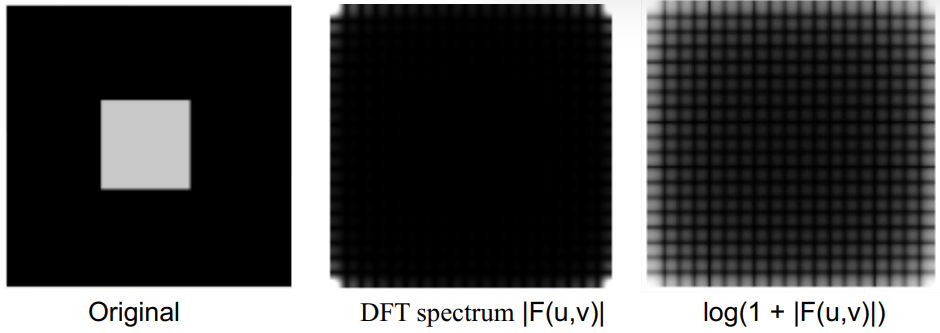 Original
DFT spectrum |F(u,v)|
log(1 + |F(u,v)|)